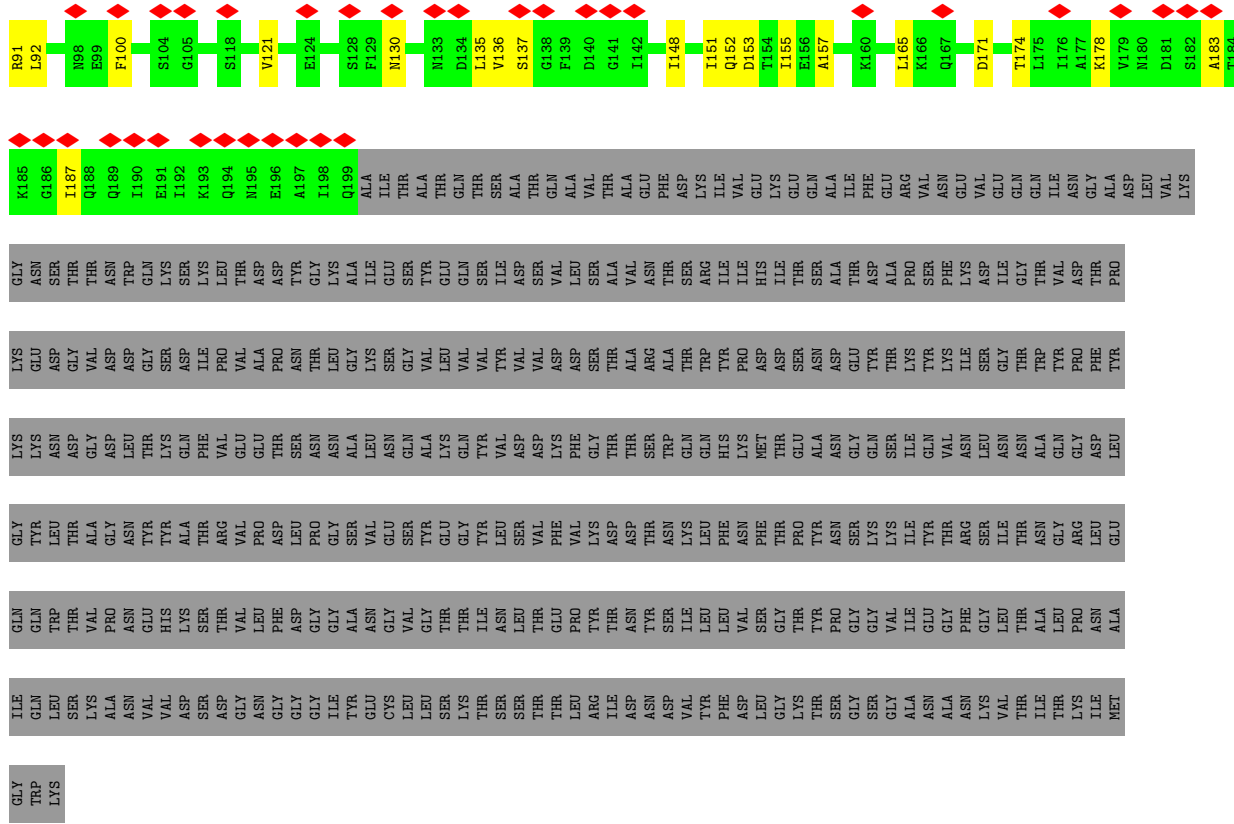 R91 L92 N98 E99 F100 S104 G105 S118 V121 E124 S128 F129 N130 N133 D134 L135 V136 S137 G138 F139 D140 G141 I142 I148 I151 Q152 D153 T154 I155 E156 A157 K160 L165 K166 Q167 D171 T174 L175 I176 A177 K178 V179 N180 D181 S182 A183 T184
K185 G186 I187 Q188 Q189 I190 E191 I192 K193 Q194 N195 E196 A197 I198 Q199 ALA ILE THR ALA THR GLN THR SER ALA THR GLN ALA VAL THR ALA GLU PHE ASP LYS ILE VAL GLU LYS GLU GLN ALA ILE PHE GLU ARG VAL ASN GLU VAL GLU GLN GLN ILE ASN GLY ALA ASP LEU VAL LYS
GLY ASN SER THR THR ASN TRP GLN LYS SER LYS LEU THR ASP ASP TYR GLY LYS ALA ILE GLU SER TYR GLU GLN SER ILE ASP SER VAL LEU SER ALA VAL ASN THR SER ARG ILE ILE HIS ILE THR SER ALA THR ASP ALA PRO SER PHE LYS ASP ILE GLY THR VAL ASP THR PRO
LYS GLU ASP GLY VAL ASP ASP GLY SER ASP ILE PRO VAL ALA PRO ASN THR LEU GLY LYS SER GLY VAL LEU VAL VAL TYR VAL VAL ASP ASP SER THR ALA ARG ALA THR TRP TYR PRO ASP ASP SER ASN ASP GLU TYR THR LYS TYR LYS ILE SER GLY THR TRP TYR PRO PHE TYR
LYS LYS ASN ASP GLY ASP LEU THR LYS GLN PHE VAL GLU GLU THR SER ASN ASN ALA LEU ASN GLN ALA LYS GLN TYR VAL ASP ASP LYS PHE GLY THR THR SER TRP GLN GLN HIS LYS MET THR GLU ALA ASN GLY GLN SER ILE GLN VAL ASN LEU ASN ASN ALA GLN GLY ASP LEU
GLY TYR LEU THR ALA GLY ASN TYR TYR ALA THR ARG VAL PRO ASP LEU PRO GLY SER VAL GLU SER TYR GLU GLY TYR LEU SER VAL PHE VAL LYS ASP ASP THR ASN LYS LEU PHE ASN PHE THR PRO TYR ASN SER LYS LYS ILE TYR THR ARG SER ILE THR ASN GLY ARG LEU GLU
GLN GLN TRP THR VAL PRO ASN GLU HIS LYS SER THR VAL LEU PHE ASP GLY GLY ALA ASN GLY VAL GLY THR THR ILE ASN LEU THR GLU PRO TYR THR ASN TYR SER ILE LEU LEU VAL SER GLY THR TYR PRO GLY GLY VAL ILE GLU GLY PHE GLY LEU THR ALA LEU PRO ASN ALA
ILE GLN LEU SER LYS ALA ASN VAL VAL ASP SER ASP GLY ASN GLY GLY GLY ILE TYR GLU CYS LEU LEU SER LYS THR SER SER THR THR LEU ARG ILE ASP ASN ASP VAL TYR PHE ASP LEU GLY LYS THR SER GLY SER GLY ALA ASN ALA ASN LYS VAL THR ILE THR LYS ILE MET
GLY TRP LYS